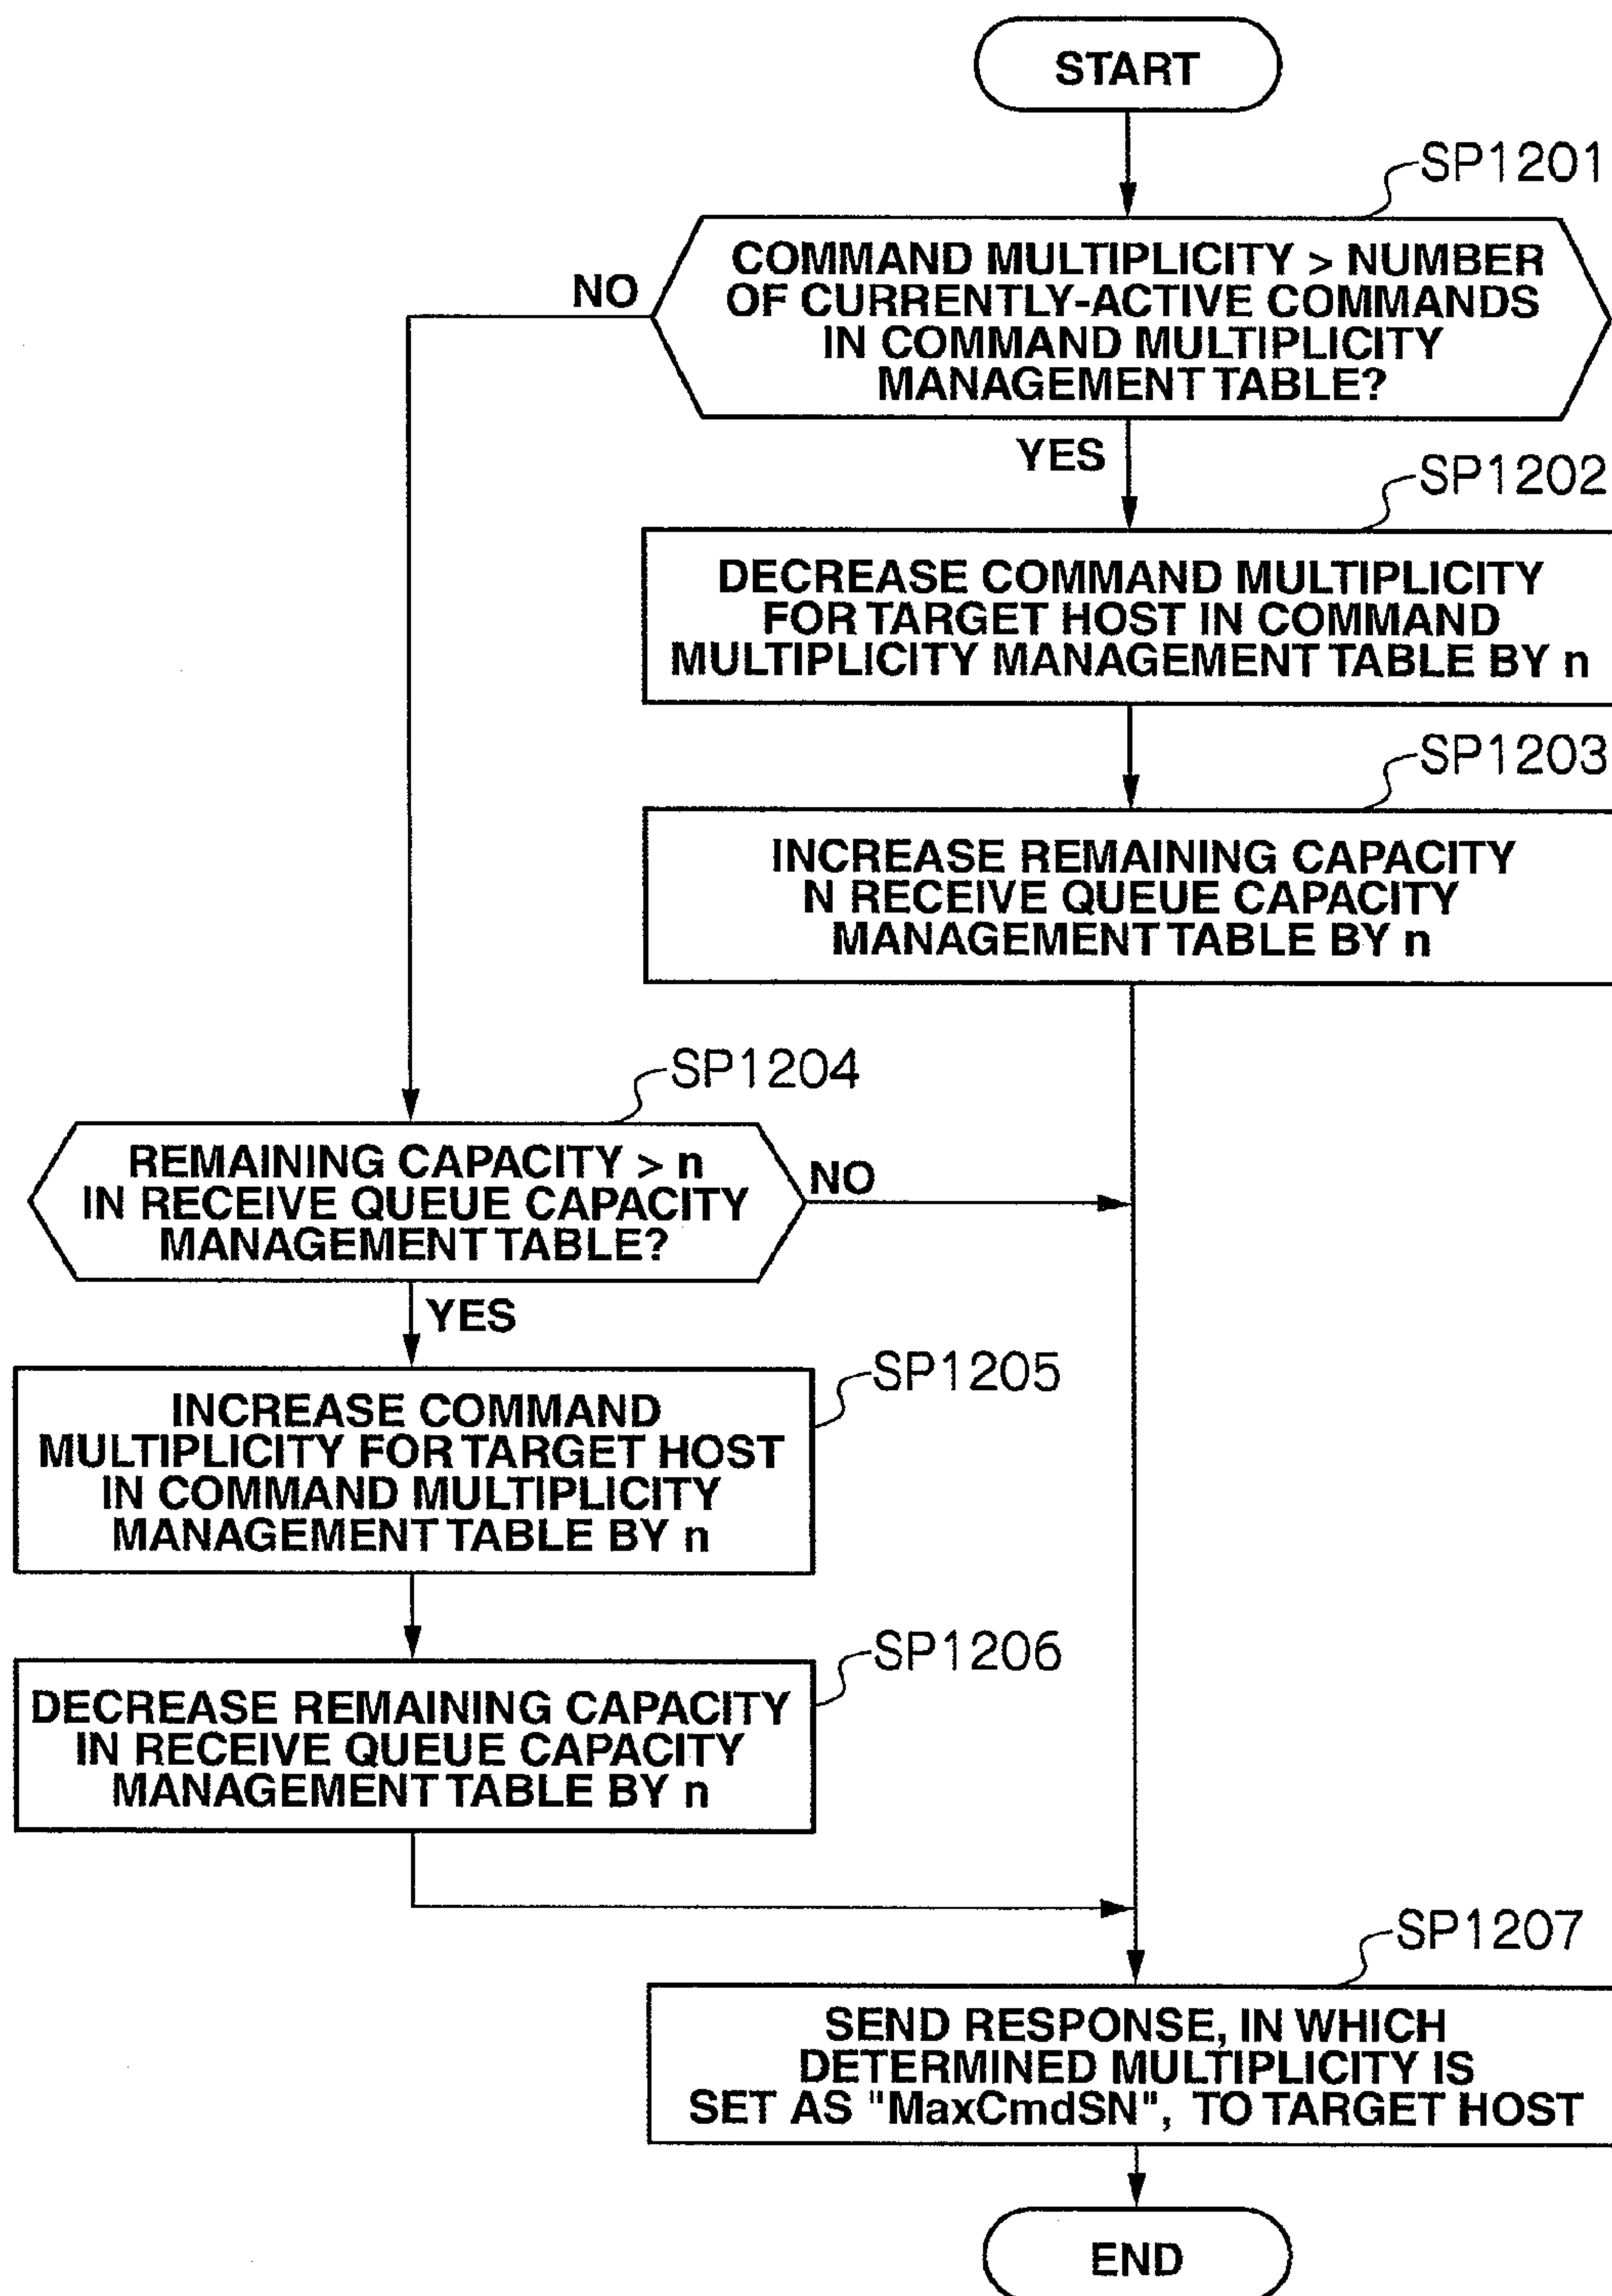 START
SP1201
COMMAND MULTIPLICITY > NUMBER
OF CURRENTLY-ACTIVE COMMANDS
IN COMMAND MULTIPLICITY
MANAGEMENT TABLE?
NO
YES
SP1202
DECREASE COMMAND MULTIPLICITY
FOR TARGET HOST IN COMMAND
MULTIPLICITY MANAGEMENT TABLE BY n
SP1203
INCREASE REMAINING CAPACITY
N RECEIVE QUEUE CAPACITY
MANAGEMENT TABLE BY n
SP1204
REMAINING CAPACITY > n
IN RECEIVE QUEUE CAPACITY
MANAGEMENT TABLE?
NO
YES
SP1205
INCREASE COMMAND
MULTIPLICITY FOR TARGET HOST
IN COMMAND MULTIPLICITY
MANAGEMENT TABLE BY n
SP1206
DECREASE REMAINING CAPACITY
IN RECEIVE QUEUE CAPACITY
MANAGEMENT TABLE BY n
SP1207
SEND RESPONSE, IN WHICH
DETERMINED MULTIPLICITY IS
SET AS "MaxCmdSN", TO TARGET HOST
END